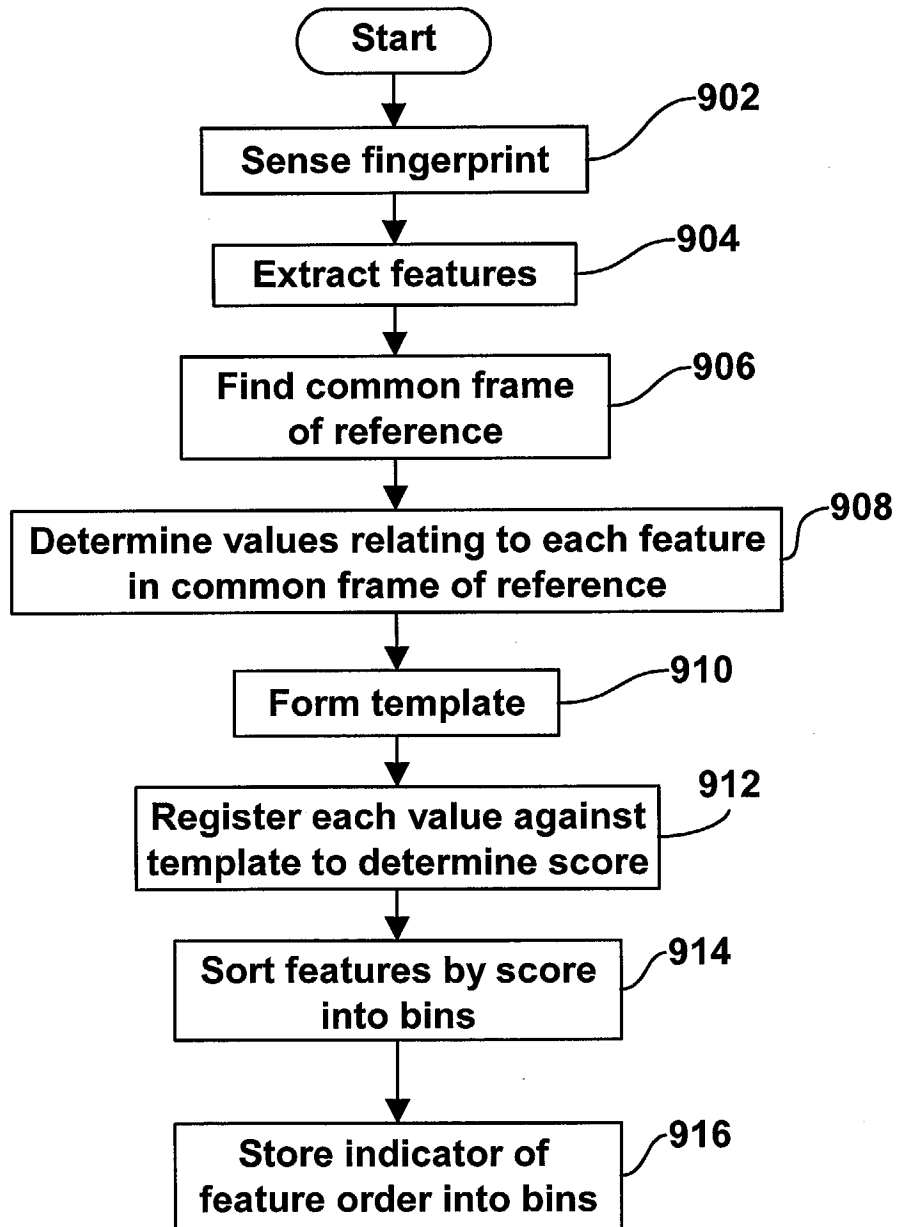 Start
902
Sense fingerprint
904
Extract features
906
Find common frame
of reference
908
Determine values relating to each feature
in common frame of reference
910
Form template
912
Register each value against
template to determine score
914
Sort features by score
into bins
916
Store indicator of
feature order into bins